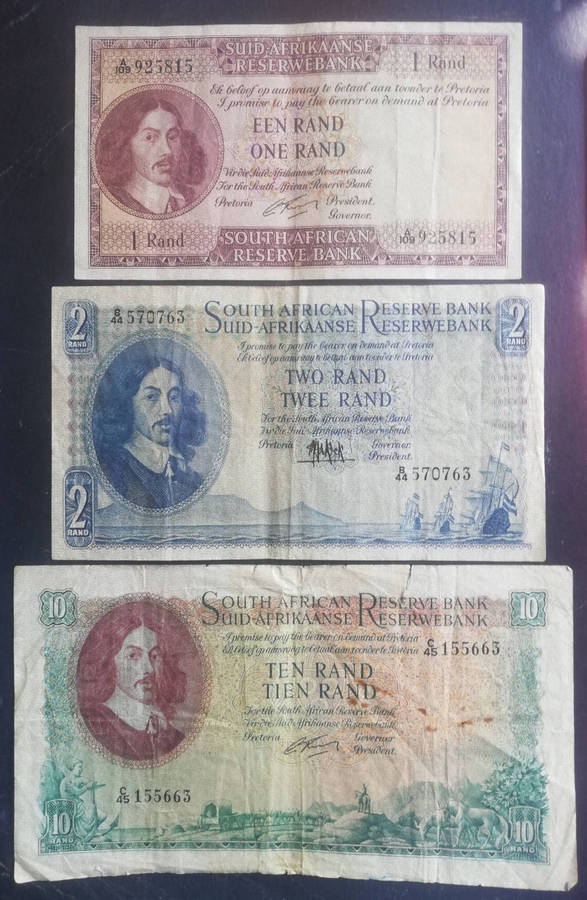 SUID-AFRIKAANSE
RESERWEBANK
A/109 925815
1 Rand
Ek beloof op aanvraag te betaal aan toonder te Pretoria
I promise to pay the bearer on demand at Pretoria
EEN RAND
ONE RAND
Vir die Suid-Afrikaanse Reserwebank
For the South African Reserve Bank
Pretoria
President.
Governor.
1 Rand
A/109 925815
SOUTH AFRICAN
RESERVE BANK
2
RAND
B/44 570763
SOUTH AFRICAN RESERVE BANK
SUID-AFRIKAANSE RESERWEBANK
2
RAND
I promise to pay the bearer on demand at Pretoria
Ek beloof op aanvraag te betaal aan toonder te Pretoria
TWO RAND
TWEE RAND
For the South African Reserve Bank
Vir die Suid-Afrikaanse Reserwebank
Pretoria
Governor.
President.
B/44 570763
2
RAND
10
RAND
SOUTH AFRICAN RESERVE BANK
SUID-AFRIKAANSE RESERWEBANK
10
RAND
I promise to pay the bearer on demand at Pretoria
Ek beloof op aanvraag te betaal aan toonder te Pretoria
C/45 155663
TEN RAND
TIEN RAND
For the South African Reserve Bank
Vir die Suid-Afrikaanse Reserwebank
Pretoria
Governor.
President.
C/45 155663
10
RAND
10
RAND